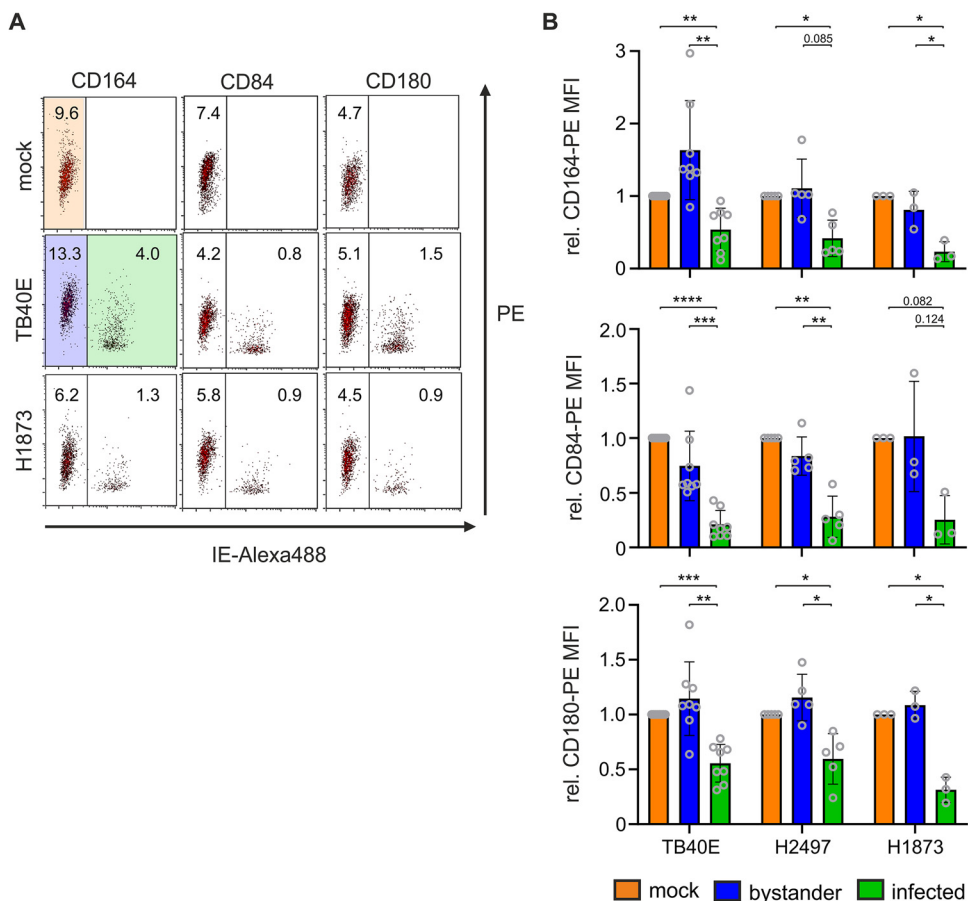 A
CD164 CD84 CD180
mock 9.6 7.4 4.7
TB40E 13.3 4.0 4.2 0.8 5.1 1.5
H1873 6.2 1.3 5.8 0.9 4.5 0.9
PE
IE-Alexa488
B
** * *
** 0.085 *
rel. CD164-PE MFI
3
2
1
0
**** ** 0.082
*** ** 0.124
rel. CD84-PE MFI
2.0
1.5
1.0
0.5
0
*** * *
** * *
rel. CD180-PE MFI
2.0
1.5
1.0
0.5
0
TB40E H2497 H1873
mock bystander infected